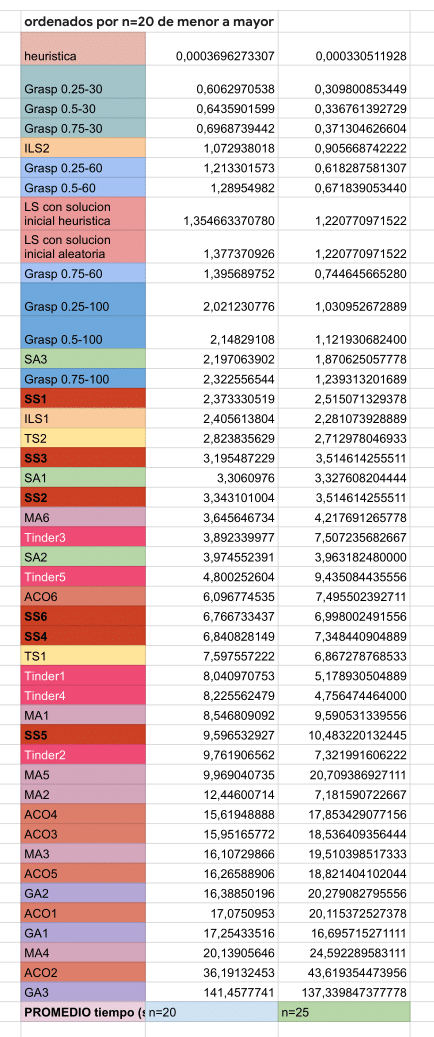 ordenados por n=20 de menor a mayor
heuristica 0,0003696273307 0,000330511928
Grasp 0.25-30 0,6062970538 0,309800853449
Grasp 0.5-30 0,6435901599 0,336761392729
Grasp 0.75-30 0,6968739442 0,371304626604
ILS2 1,072938018 0,905668742222
Grasp 0.25-60 1,213301573 0,618287581307
Grasp 0.5-60 1,28954982 0,671839053440
LS con solucion
inicial heuristica 1,354663370780 1,220770971522
LS con solucion
inicial aleatoria 1,377370926 1,220770971522
Grasp 0.75-60 1,395689752 0,744645665280
Grasp 0.25-100 2,021230776 1,030952672889
Grasp 0.5-100 2,14829108 1,121930682400
SA3 2,197063902 1,870625057778
Grasp 0.75-100 2,322556544 1,239313201689
SS1 2,373330519 2,515071329378
ILS1 2,405613804 2,281073928889
TS2 2,823835629 2,712978046933
SS3 3,195487229 3,514614255511
SA1 3,3060976 3,327608204444
SS2 3,343101004 3,514614255511
MA6 3,645646734 4,217691265778
Tinder3 3,892339977 7,507235682667
SA2 3,974552391 3,963182480000
Tinder5 4,800252604 9,435084435556
ACO6 6,096774535 7,495502392711
SS6 6,766733437 6,998002491556
SS4 6,840828149 7,348440904889
TS1 7,597557222 6,867278768533
Tinder1 8,040970753 5,178930504889
Tinder4 8,225562479 4,756474464000
MA1 8,546809092 9,590531339556
SS5 9,596532927 10,483220132445
Tinder2 9,761906562 7,321991606222
MA5 9,969040735 20,709386927111
MA2 12,44600714 7,181590722667
ACO4 15,61948888 17,853429077156
ACO3 15,95165772 18,536409356444
MA3 16,10729866 19,510398517333
ACO5 16,26588906 18,821404102044
GA2 16,38850196 20,279082795556
ACO1 17,0750953 20,115372527378
GA1 17,25433516 16,695715271111
MA4 20,13905646 24,592289583111
ACO2 36,19132453 43,619354473956
GA3 141,4577741 137,339847377778
PROMEDIO tiempo (s n=20 n=25